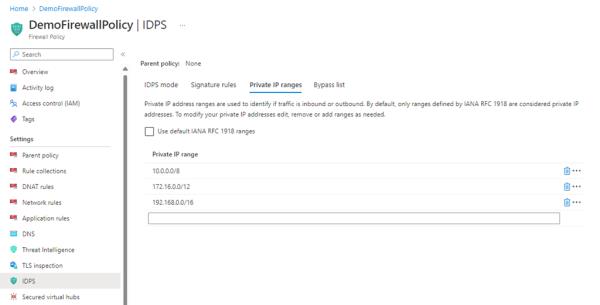 Home > DemoFirewallPolicy
DemoFirewallPolicy | IDPS ...
Firewall Policy
Search
«
Overview
Activity log
Access control (IAM)
Tags
Settings
Parent policy
Rule collections
DNAT rules
Network rules
Application rules
DNS
Threat Intelligence
TLS inspection
IDPS
Secured virtual hubs
Parent policy: None
IDPS mode Signature rules Private IP ranges Bypass list
Private IP address ranges are used to identify if traffic is inbound or outbound. By default, only ranges defined by IANA RFC 1918 are considered private IP
addresses. To modify your private IP addresses edit, remove or add ranges as needed.
Use default IANA RFC 1918 ranges
Private IP range
10.0.0.0/8
172.16.0.0/12
192.168.0.0/16